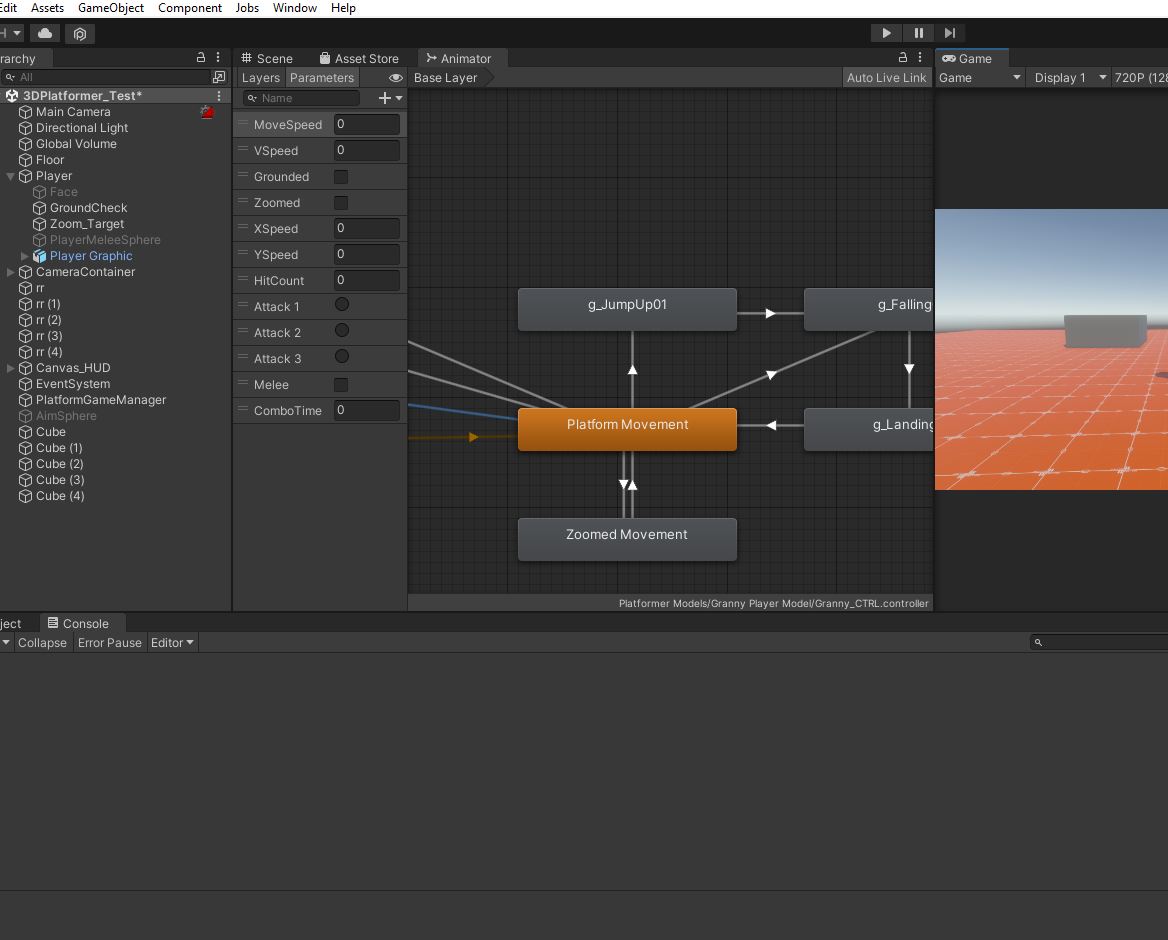 Edit Assets GameObject Component Jobs Window Help
rarchy
All
3DPlatformer_Test*
Main Camera
Directional Light
Global Volume
Floor
Player
Face
GroundCheck
Zoom_Target
PlayerMeleeSphere
Player Graphic
CameraContainer
rr
rr (1)
rr (2)
rr (3)
rr (4)
Canvas_HUD
EventSystem
PlatformGameManager
AimSphere
Cube
Cube (1)
Cube (2)
Cube (3)
Cube (4)
Scene Asset Store Animator
Layers Parameters Base Layer Auto Live Link
Name
MoveSpeed 0
VSpeed 0
Grounded
Zoomed
XSpeed 0
YSpeed 0
HitCount 0
Attack 1
Attack 2
Attack 3
Melee
ComboTime 0
g_JumpUp01
g_Falling
Platform Movement
g_Landing
Zoomed Movement
Platformer Models/Granny Player Model/Granny_CTRL.controller
Game
Game Display 1 720P (128
ject Console
Collapse Error Pause Editor